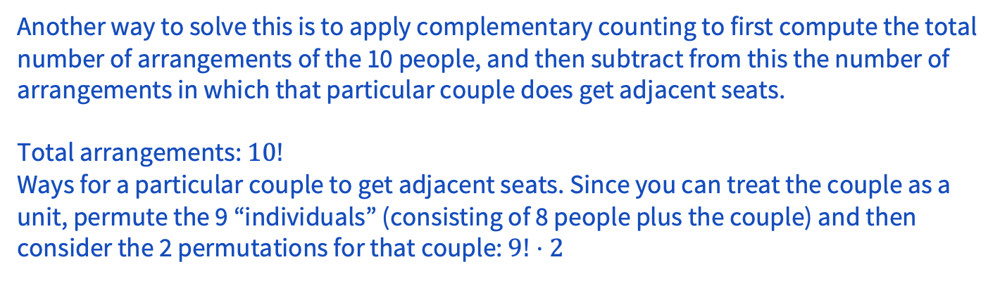 Another way to solve this is to apply complementary counting to first compute the total
number of arrangements of the 10 people, and then subtract from this the number of
arrangements in which that particular couple does get adjacent seats.
Total arrangements: 10!
Ways for a particular couple to get adjacent seats. Since you can treat the couple as a
unit, permute the 9 “individuals” (consisting of 8 people plus the couple) and then
consider the 2 permutations for that couple: 9! · 2